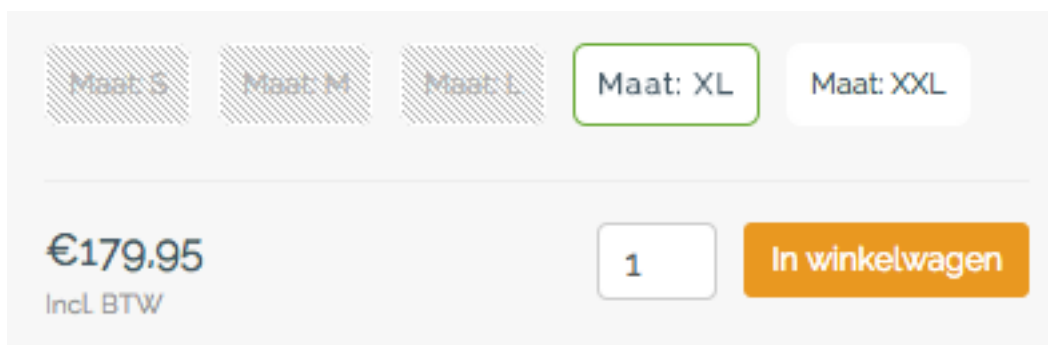 Maat: S Maat: M Maat: L Maat: XL Maat: XXL
€179,95 1 In winkelwagen
Incl. BTW